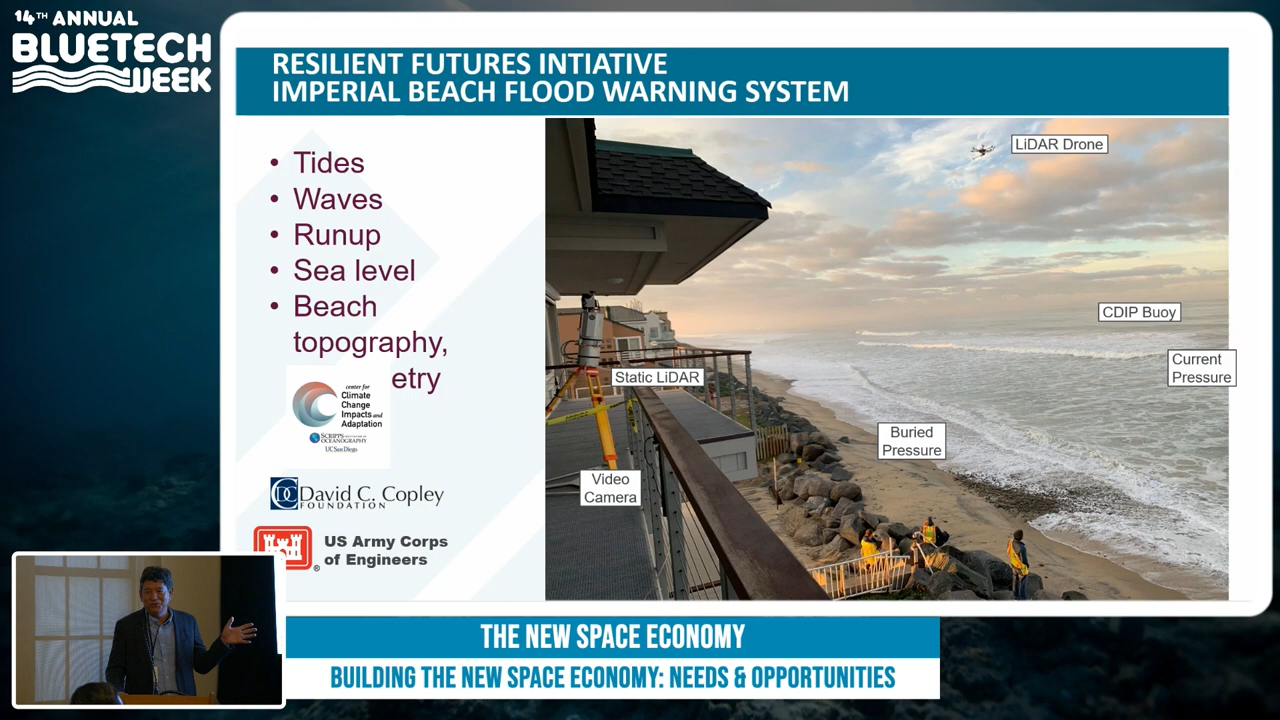 14TH ANNUAL
BLUETECH
WEEK
RESILIENT FUTURES INTIATIVE
IMPERIAL BEACH FLOOD WARNING SYSTEM
• Tides
• Waves
• Runup
• Sea level
• Beach
topography,
etry
center for
Climate
Change
Impacts and
Adaptation
SCRIPPS INSTITUTION OF
OCEANOGRAPHY
UC San Diego
DC David C. Copley
FOUNDATION
US Army Corps
of Engineers
®
LiDAR Drone
CDIP Buoy
Current
Pressure
Static LiDAR
Buried
Pressure
Video
Camera
THE NEW SPACE ECONOMY
BUILDING THE NEW SPACE ECONOMY: NEEDS & OPPORTUNITIES